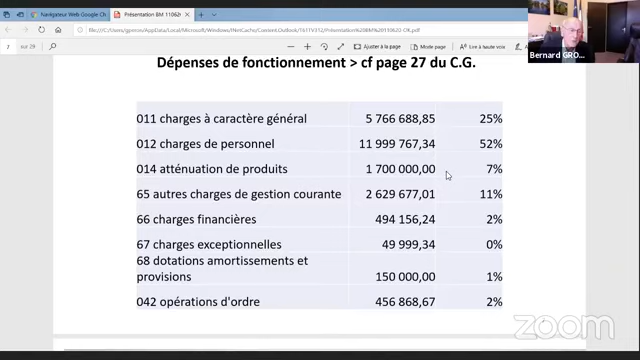 Navigateur Web Google Ch
7
sur 29
Ajuster à la page
Mode page
Lire à haute voix
Bernard GRO...
Dépenses de fonctionnement > cf page 27 du C.G.
011 charges à caractère général 5 766 688,85 25%
012 charges de personnel 11 999 767,34 52%
014 atténuation de produits 1 700 000,00 7%
65 autres charges de gestion courante 2 629 677,01 11%
66 charges financières 494 156,24 2%
67 charges exceptionnelles 49 999,34 0%
68 dotations amortissements et
provisions 150 000,00 1%
042 opérations d'ordre 456 868,67 2%
zoom